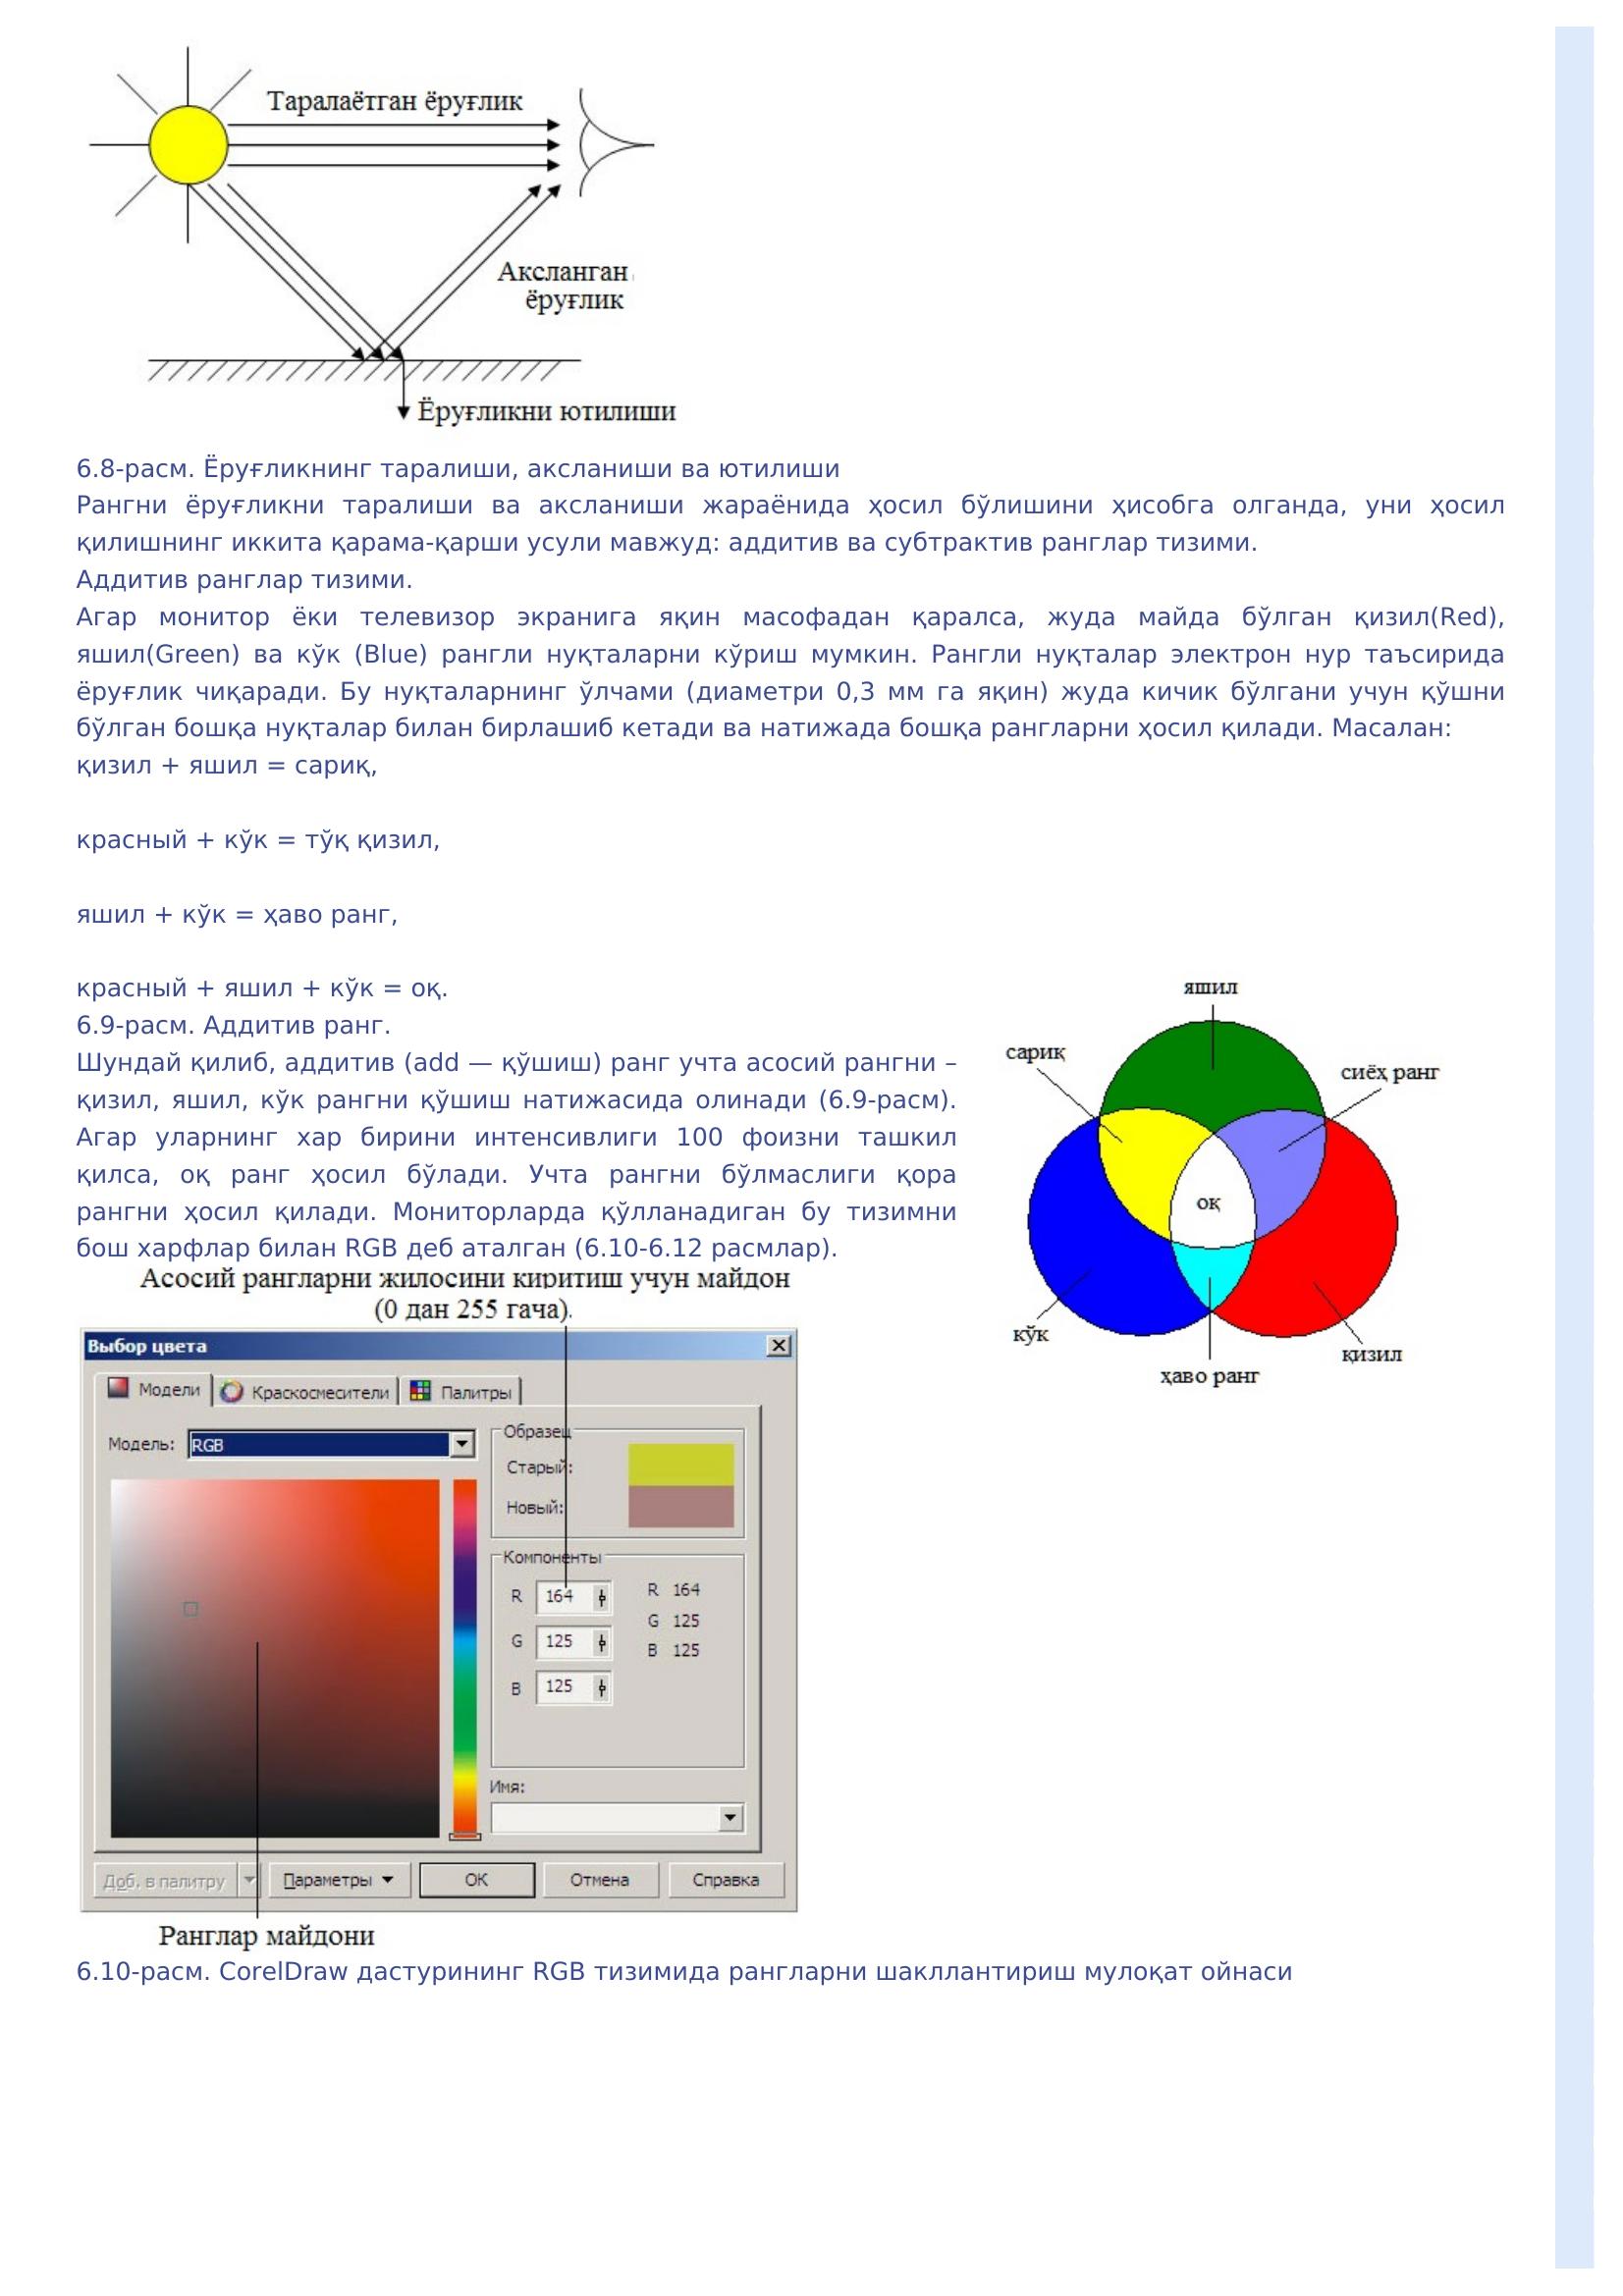 Таралаётган ёруғлик
Аксланган
ёруғлик
Ёруғликни ютилиши
6.8-расм. Ёруғликнинг таралиши, аксланиши ва ютилиши
Рангни ёруғликни таралиши ва аксланиши жараёнида ҳосил бўлишини ҳисобга олганда, уни ҳосил
қилишнинг иккита қарама-қарши усули мавжуд: аддитив ва субтрактив ранглар тизими.
Аддитив ранглар тизими.
Агар монитор ёки телевизор экранига яқин масофадан қаралса, жуда майда бўлган қизил(Red),
яшил(Green) ва кўк (Blue) рангли нуқталарни кўриш мумкин. Рангли нуқталар электрон нур таъсирида
ёруғлик чиқаради. Бу нуқталарнинг ўлчами (диаметри 0,3 мм га яқин) жуда кичик бўлгани учун қўшни
бўлган бошқа нуқталар билан бирлашиб кетади ва натижада бошқа рангларни ҳосил қилади. Масалан:
қизил + яшил = сариқ,
красный + кўк = тўқ қизил,
яшил + кўк = ҳаво ранг,
красный + яшил + кўк = оқ.
6.9-расм. Аддитив ранг.
Шундай қилиб, аддитив (add — қўшиш) ранг учта асосий рангни –
қизил, яшил, кўк рангни қўшиш натижасида олинади (6.9-расм).
Агар уларнинг хар бирини интенсивлиги 100 фоизни ташкил
қилса, оқ ранг ҳосил бўлади. Учта рангни бўлмаслиги қора
рангни ҳосил қилади. Мониторларда қўлланадиган бу тизимни
бош харфлар билан RGB деб аталган (6.10-6.12 расмлар).
яшил
сариқ
сиёҳ ранг
оқ
кўк
қизил
ҳаво ранг
Асосий рангларни жилосини киритиш учун майдон
(0 дан 255 гача).
Выбор цвета
Модели Краскосмесители Палитры
Модель: RGB
Образец
Старый:
Новый:
Компоненты
R 164 R 164
G 125 G 125
B 125 B 125
Имя:
Доб. в палитру Параметры ОК Отмена Справка
Ранглар майдони
6.10-расм. CorelDraw дастурининг RGB тизимида рангларни шакллантириш мулоқат ойнаси